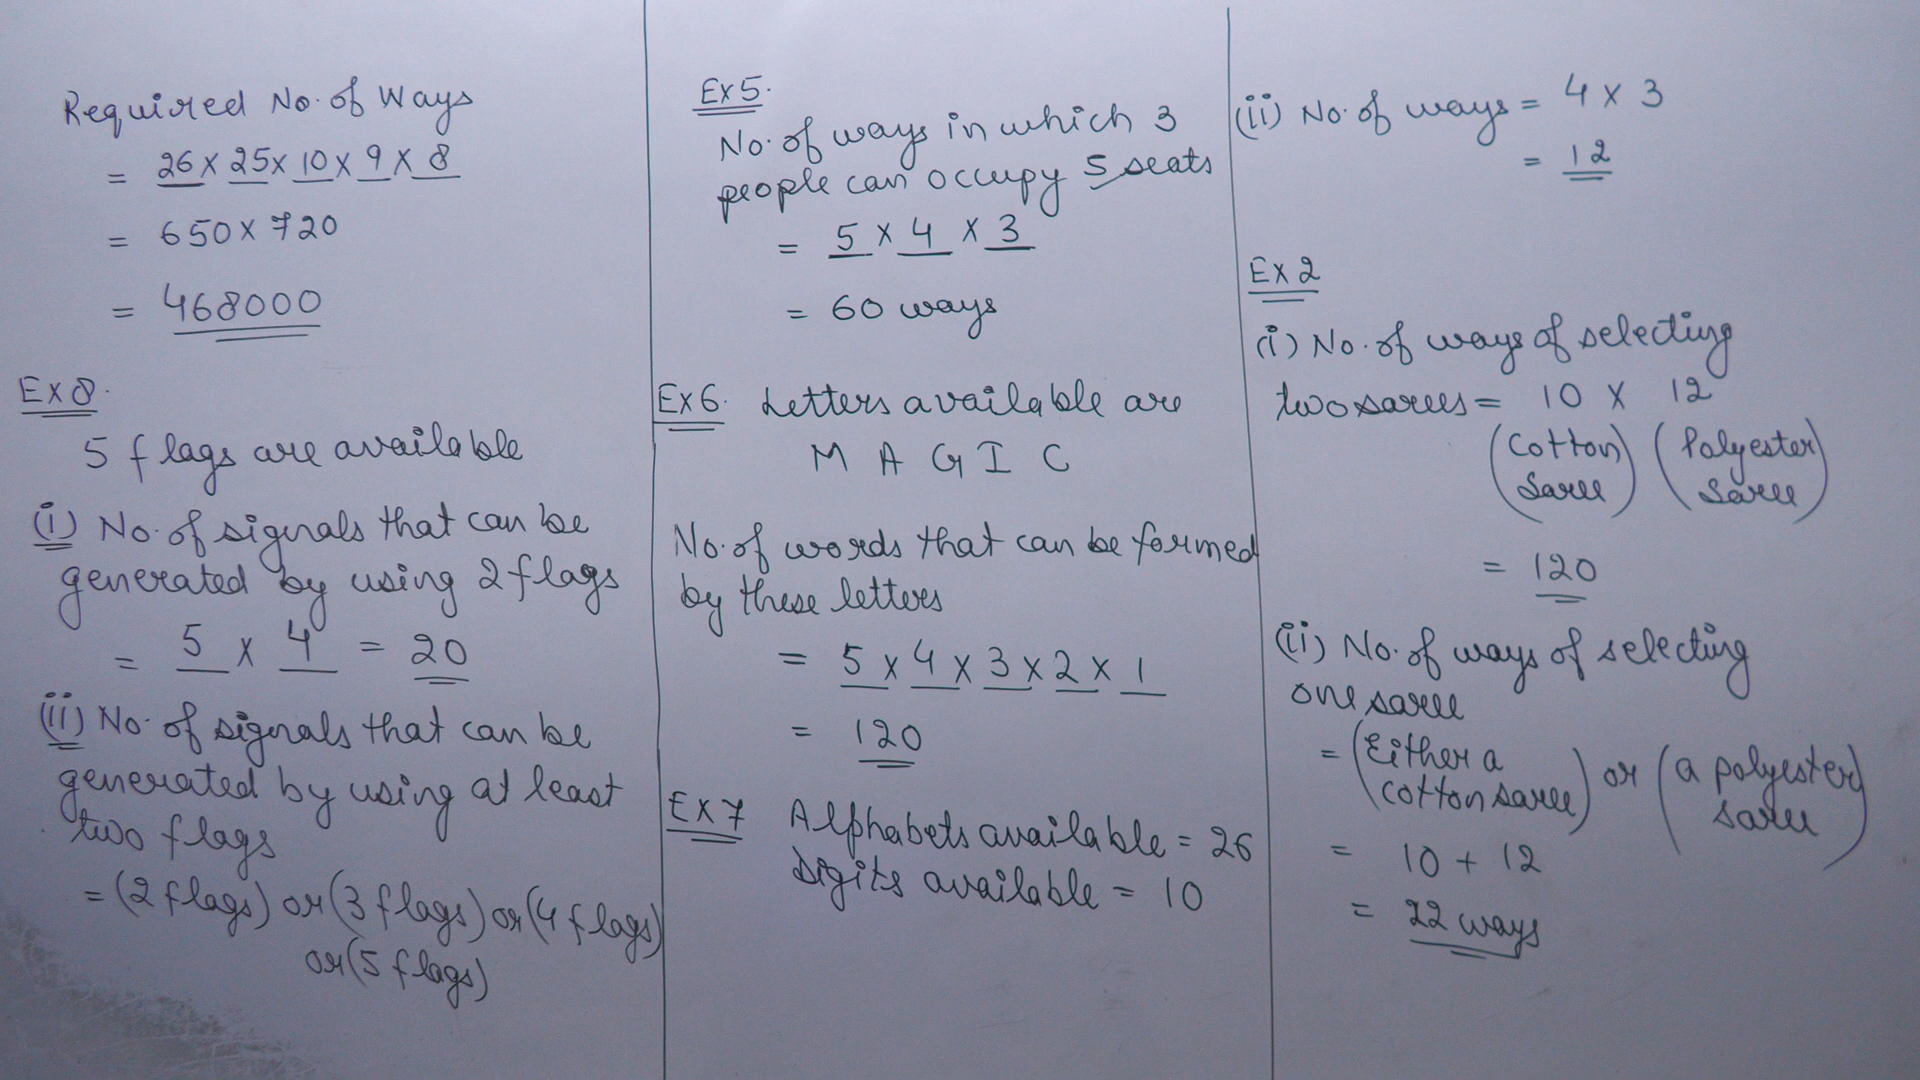 Required No. of Ways
= 26 x 25 x 10 x 9 x 8
= 650 x 720
= 468000
Ex 8.
5 flags are available
(i) No. of signals that can be
generated by using 2 flags
= 5 x 4 = 20
(ii) No. of signals that can be
generated by using at least
two flags
= (2 flags) or (3 flags) or (4 flags)
or (5 flags)
Ex 5.
No. of ways in which 3
people can occupy 5 seats
= 5 x 4 x 3
= 60 ways
Ex 6. Letters available are
M A G I C
No. of words that can be formed
by these letters
= 5 x 4 x 3 x 2 x 1
= 120
Ex 7 Alphabets available = 26
Digits available = 10
(ii) No. of ways = 4 x 3
= 12
Ex 2
(i) No. of ways of selecting
two sarees = 10 x 12
(Cotton Saree) (Polyester Saree)
= 120
(ii) No. of ways of selecting
one saree
= (Either a cotton saree) or (a polyester saree)
= 10 + 12
= 22 ways